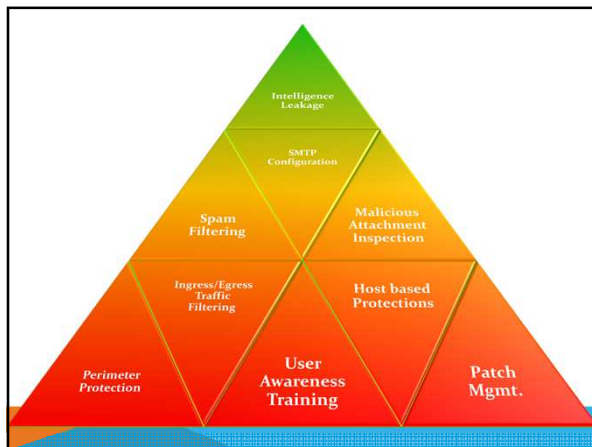 Intelligence
Leakage
SMTP
Configuration
Spam
Filtering
Malicious
Attachment
Inspection
Ingress/Egress
Traffic
Filtering
Host based
Protections
Perimeter
Protection
User
Awareness
Training
Patch
Mgmt.